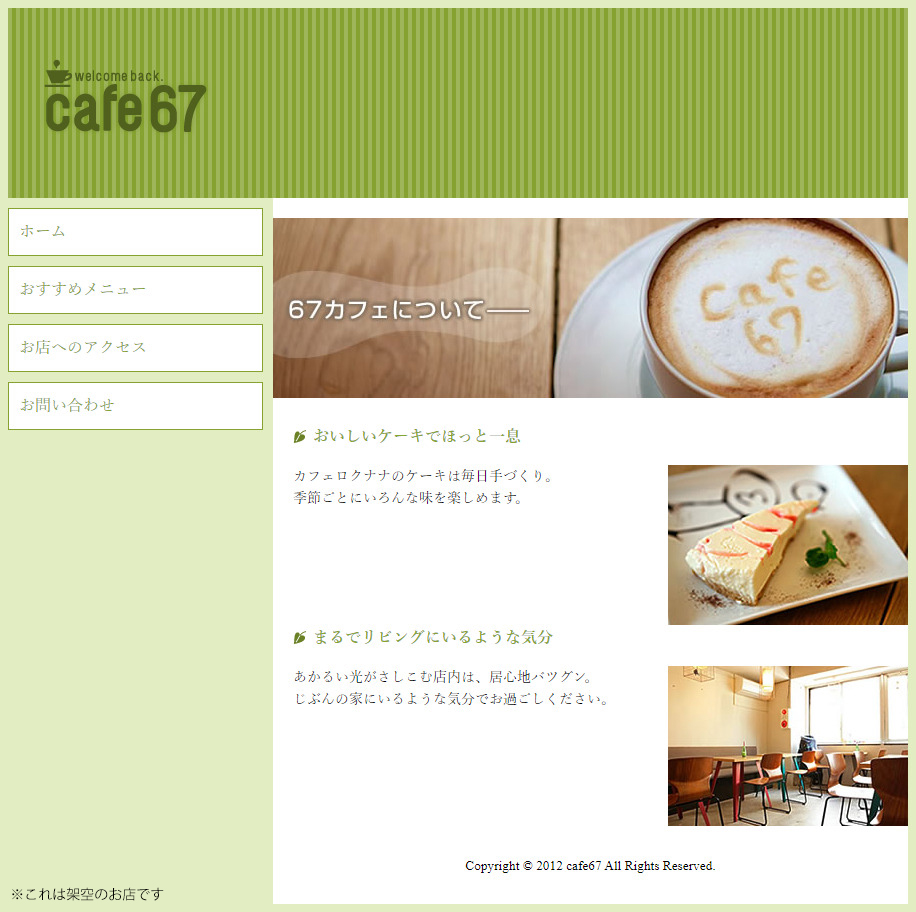 welcome back.
cafe 67
ホーム
おすすめメニュー
お店へのアクセス
お問い合わせ
67カフェについて——
Cafe
67
おいしいケーキでほっと一息
カフェロクナナのケーキは毎日手づくり。
季節ごとにいろんな味を楽しめます。
まるでリビングにいるような気分
あかるい光がさしこむ店内は、居心地バツグン。
じぶんの家にいるような気分でお過ごしください。
Copyright © 2012 cafe67 All Rights Reserved.
※これは架空のお店です